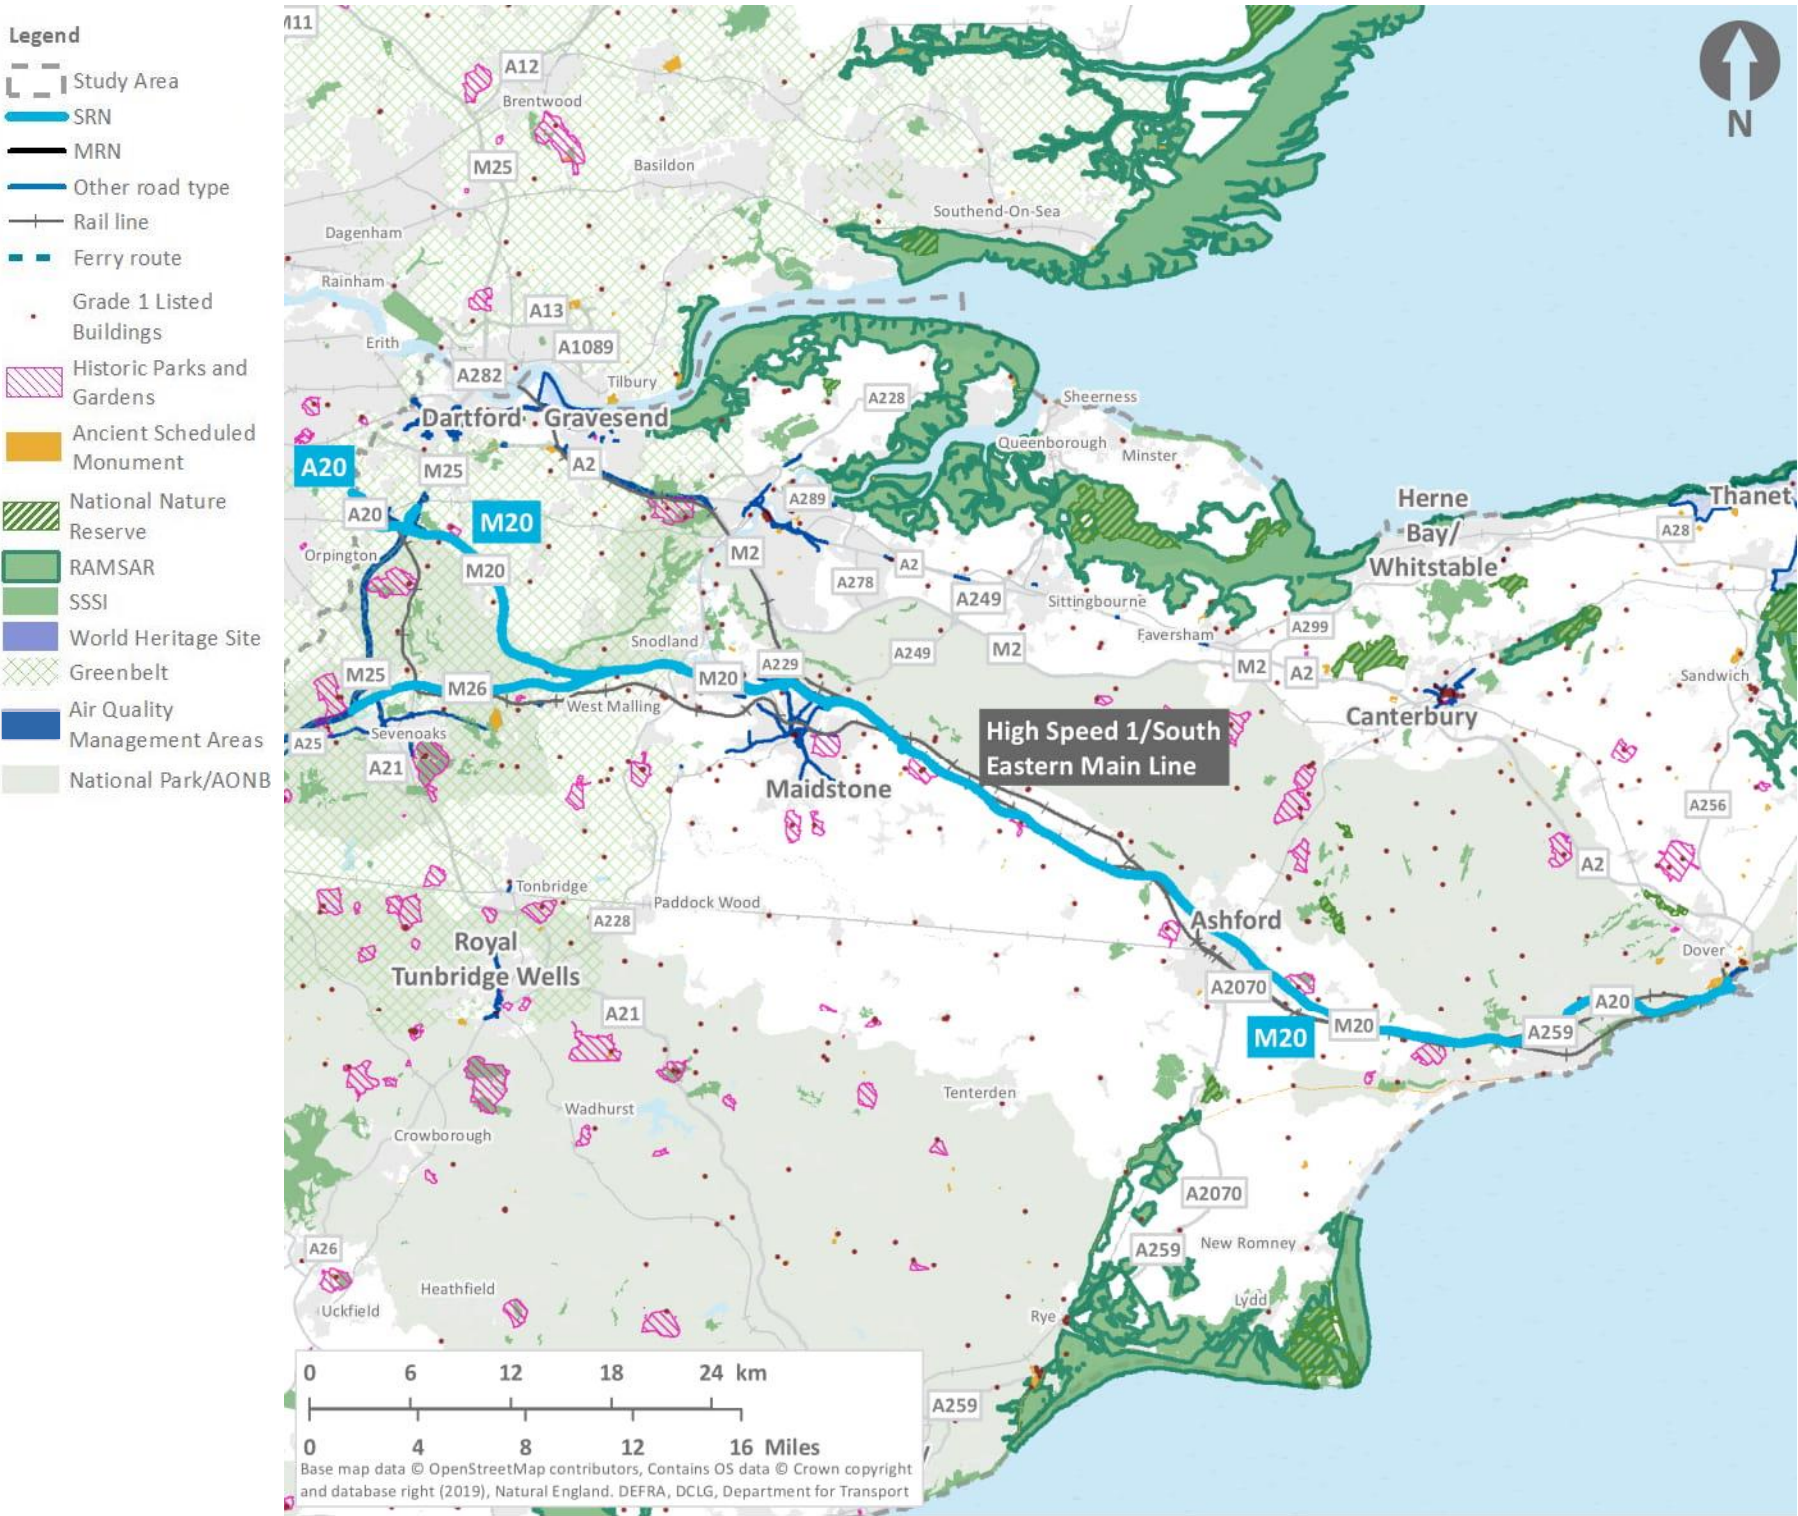 Legend
Study Area
SRN
MRN
Other road type
Rail line
Ferry route
Grade 1 Listed
Buildings
Historic Parks and
Gardens
Ancient Scheduled
Monument
National Nature
Reserve
RAMSAR
SSSI
World Heritage Site
Greenbelt
Air Quality
Management Areas
National Park/AONB
M11
A12
Brentwood
M25
Basildon
Southend-On-Sea
Dagenham
Rainham
A13
A1089
Erith
A282
Tilbury
A228
Sheerness
Dartford
Gravesend
Queenborough
Minster
A20
M25
A2
A289
Herne
Bay/
Whitstable
Thanet
A20
M20
A28
Orpington
M20
M2
A278
A2
A249
Sittingbourne
Faversham
A299
Snodland
A249
M2
M2
A2
Sandwich
M25
M26
M20
A229
West Malling
Canterbury
A25
Sevenoaks
A21
High Speed 1/South
Eastern Main Line
Maidstone
A256
A2
Tonbridge
Paddock Wood
A228
Ashford
Royal
Tunbridge Wells
Dover
A2070
A21
M20
M20
A259
A20
Tenterden
Wadhurst
Crowborough
A2070
A26
A259
New Romney
Heathfield
Uckfield
Lydd
Rye
0 6 12 18 24 km
0 4 8 12 16 Miles
A259
y
Base map data © OpenStreetMap contributors, Contains OS data © Crown copyright
and database right (2019), Natural England. DEFRA, DCLG, Department for Transport
N